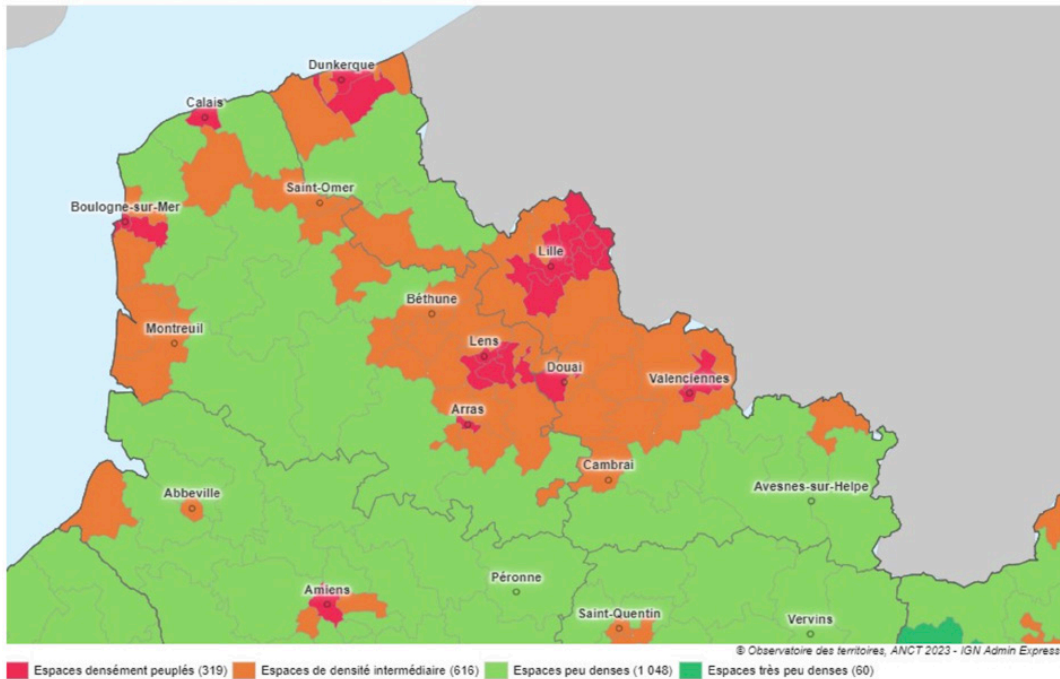 Dunkerque
Calais
Saint-Omer
Boulogne-sur-Mer
Lille
Béthune
Montreuil
Lens
Douai
Valenciennes
Arras
Cambrai
Avesnes-sur-Helpe
Abbeville
Péronne
Amiens
Saint-Quentin
Vervins
© Observatoire des territoires, ANCT 2023 - IGN Admin Express
Espaces densément peuplés (319) Espaces de densité intermédiaire (616) Espaces peu denses (1 048) Espaces très peu denses (60)